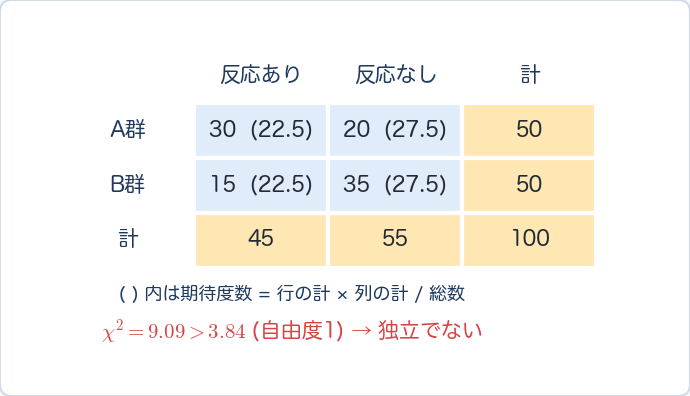 反応あり 反応なし 計
A群 30 (22.5) 20 (27.5) 50
B群 15 (22.5) 35 (27.5) 50
計 45 55 100
( ) 内は期待度数 = 行の計 × 列の計 / 総数
χ² = 9.09 > 3.84 (自由度1) → 独立でない